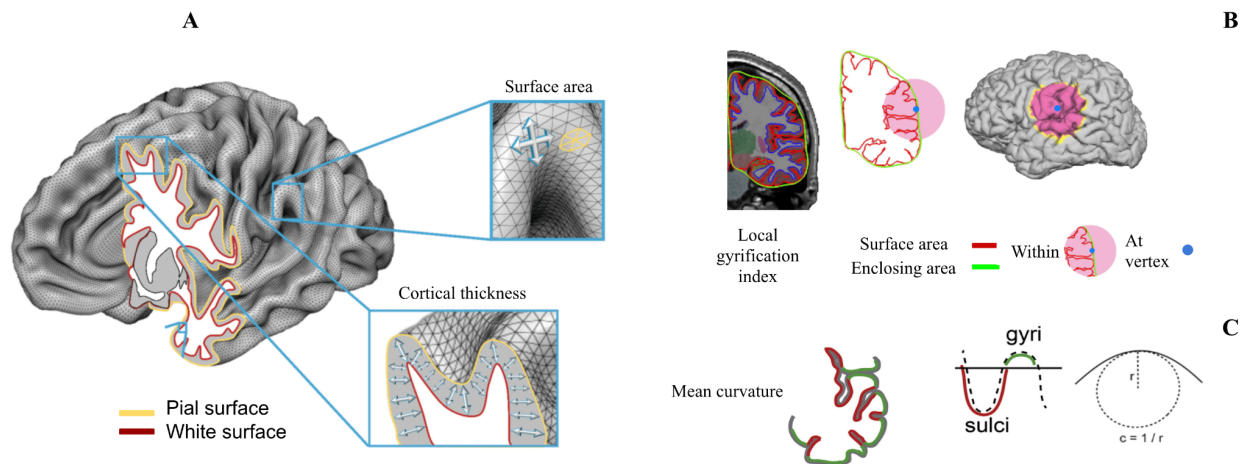 A
Surface area
Cortical thickness
Pial surface
White surface
B
Local
gyrification
index
Surface area
Enclosing area
Within
At
vertex
C
Mean curvature
gyri
sulci
r
c = 1 / r